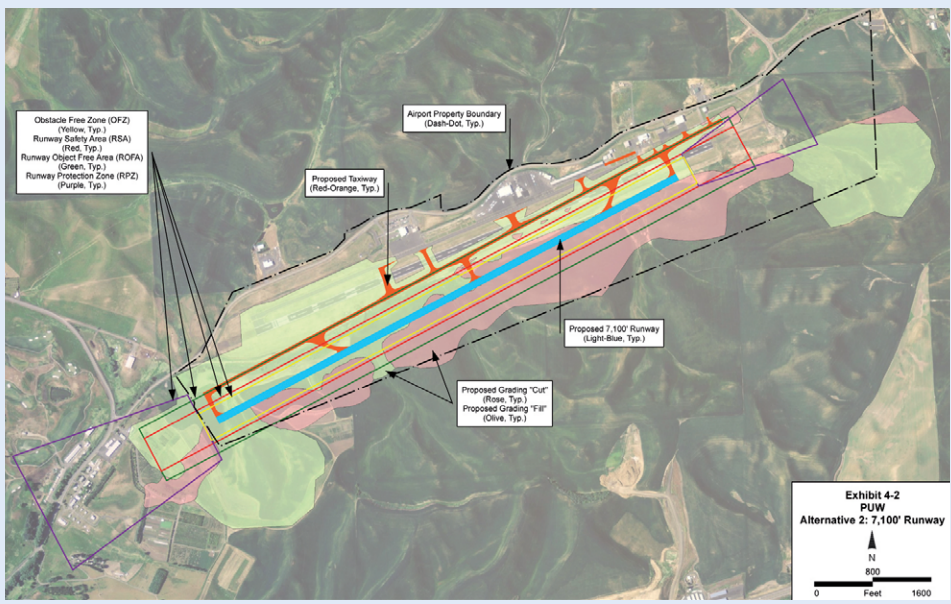 Obstacle Free Zone (OFZ)
(Yellow, Typ.)
Runway Safety Area (RSA)
(Red, Typ.)
Runway Object Free Area (ROFA)
(Green, Typ.)
Runway Protection Zone (RPZ)
(Purple, Typ.)
Airport Property Boundary
(Dash-Dot, Typ.)
Proposed Taxiway
(Red-Orange, Typ.)
Proposed 7,100' Runway
(Light-Blue, Typ.)
Proposed Grading "Cut"
(Rose, Typ.)
Proposed Grading "Fill"
(Olive, Typ.)
Exhibit 4-2
PUW
Alternative 2: 7,100' Runway
N
800
0 Feet 1600